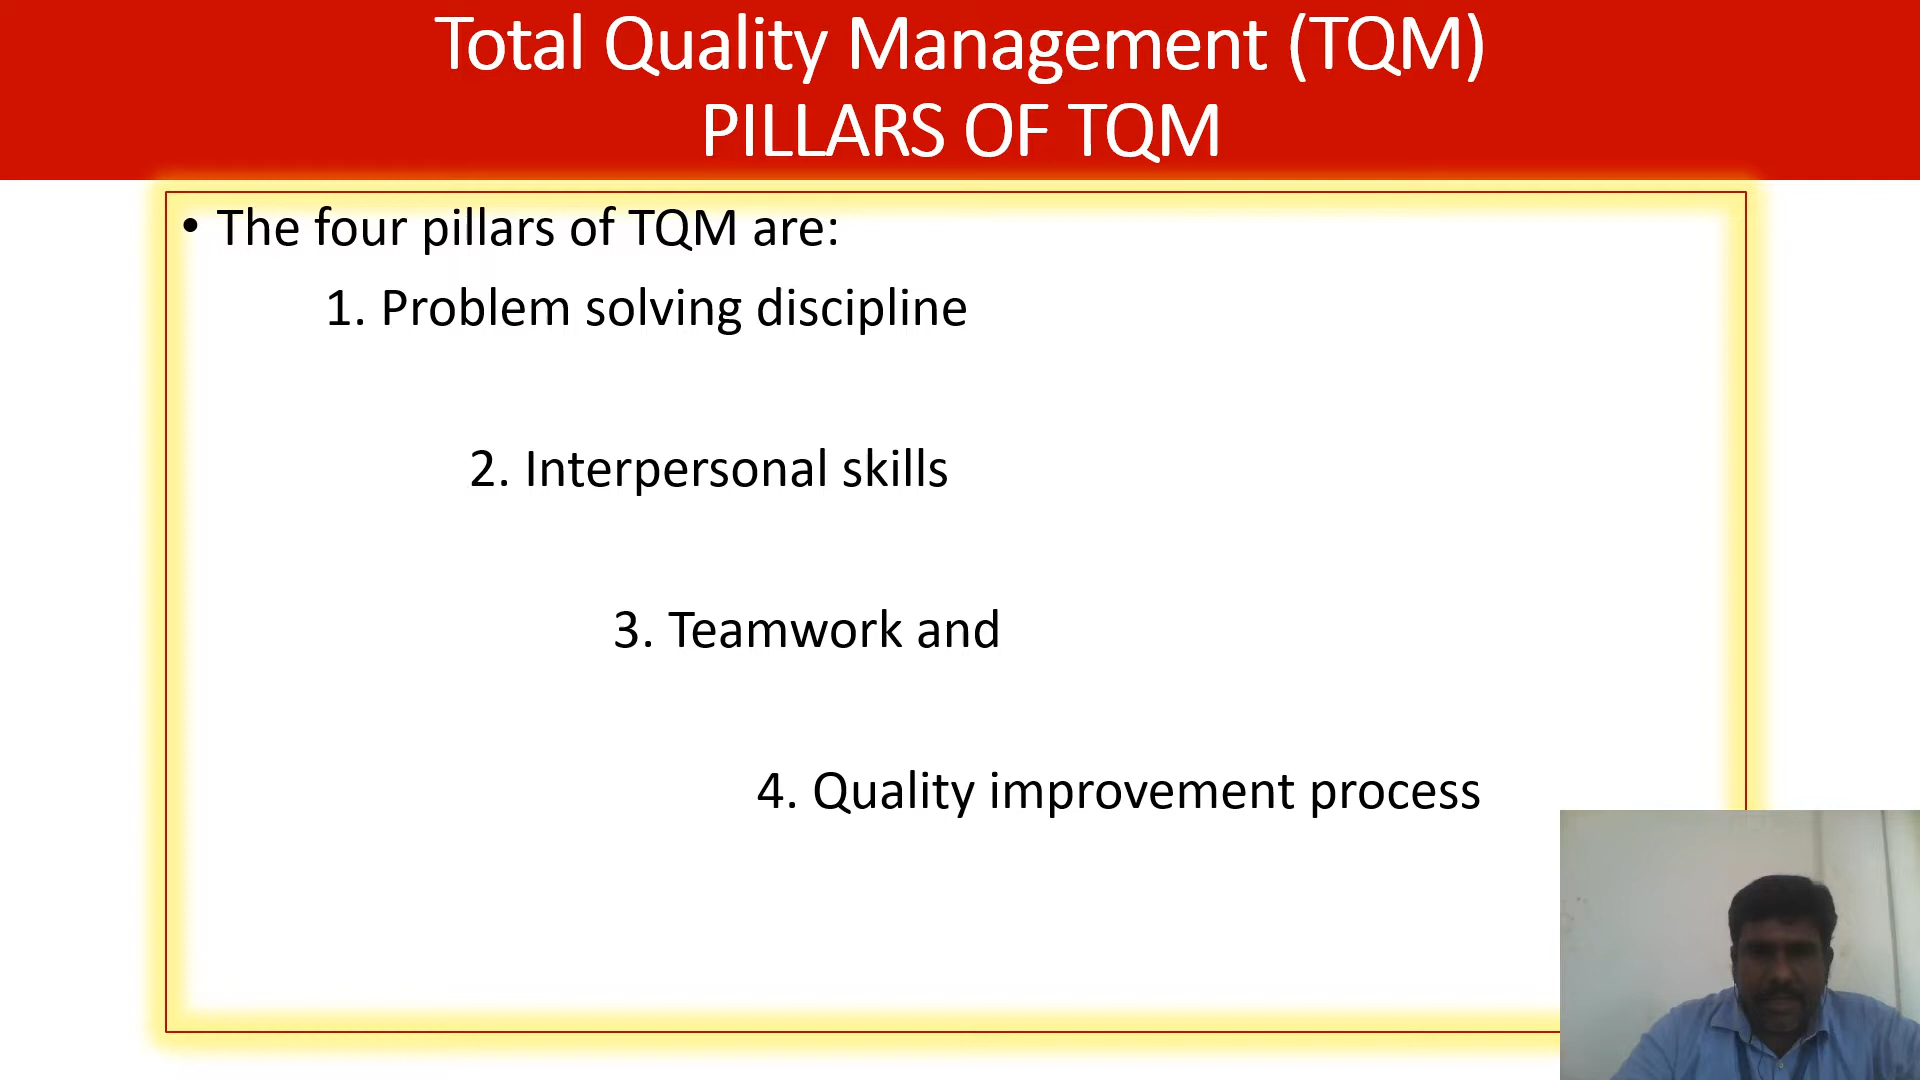 Total Quality Management (TQM)
PILLARS OF TQM
• The four pillars of TQM are:
1. Problem solving discipline
2. Interpersonal skills
3. Teamwork and
4. Quality improvement process